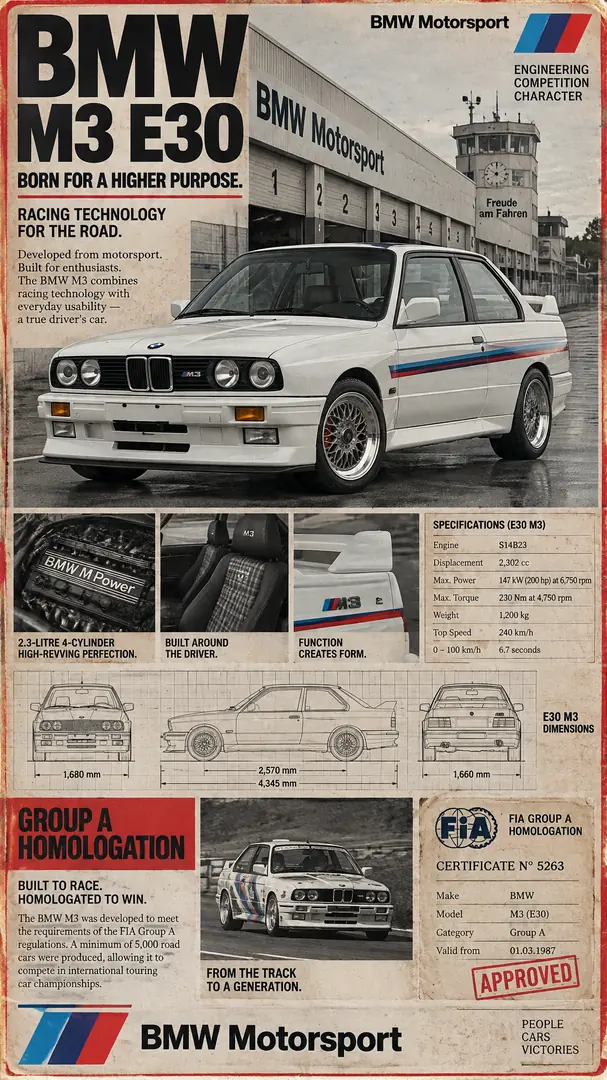 BMW
M3 E30
BORN FOR A HIGHER PURPOSE.
RACING TECHNOLOGY
FOR THE ROAD.
Developed from motorsport.
Built for enthusiasts.
The BMW M3 combines
racing technology with
everyday usability —
a true driver's car.
BMW Motorsport
ENGINEERING
COMPETITION
CHARACTER
BMW Motorsport
1
2
2
3
3
4
5
Freude
am Fahren
M3
BMW M Power
2.3-LITRE 4-CYLINDER
HIGH-REVVING PERFECTION.
M3
BUILT AROUND
THE DRIVER.
M3
FUNCTION
CREATES FORM.
SPECIFICATIONS (E30 M3)
Engine S14B23
Displacement 2,302 cc
Max. Power 147 kW (200 hp) at 6,750 rpm
Max. Torque 230 Nm at 4,750 rpm
Weight 1,200 kg
Top Speed 240 km/h
0 – 100 km/h 6.7 seconds
1,680 mm
2,570 mm
4,345 mm
1,660 mm
E30 M3
DIMENSIONS
GROUP A
HOMOLOGATION
BUILT TO RACE.
HOMOLOGATED TO WIN.
The BMW M3 was developed to meet
the requirements of the FIA Group A
regulations. A minimum of 5,000 road
cars were produced, allowing it to
compete in international touring
car championships.
FROM THE TRACK
TO A GENERATION.
FiA
FIA GROUP A
HOMOLOGATION
CERTIFICATE Nº 5263
Make BMW
Model M3 (E30)
Category Group A
Valid from 01.03.1987
APPROVED
BMW Motorsport
PEOPLE
CARS
VICTORIES